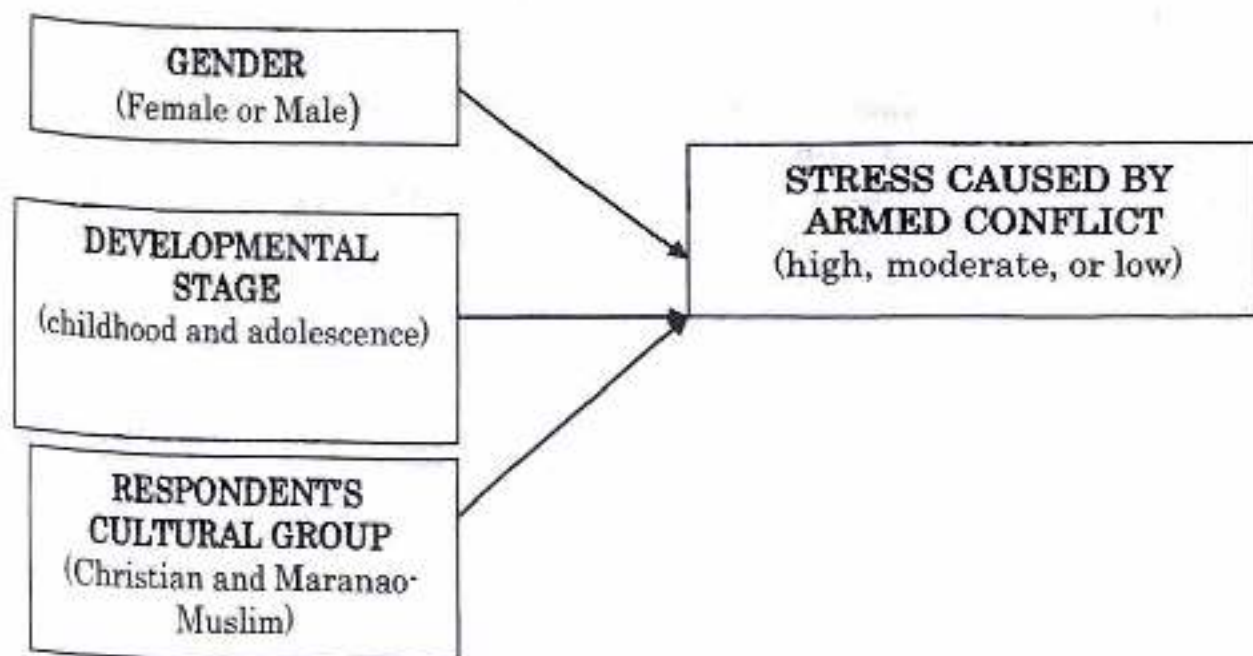 GENDER
(Female or Male)
DEVELOPMENTAL
STAGE
(childhood and adolescence)
RESPONDENT'S
CULTURAL GROUP
(Christian and Maranao-
Muslim)
STRESS CAUSED BY
ARMED CONFLICT
(high, moderate, or low)